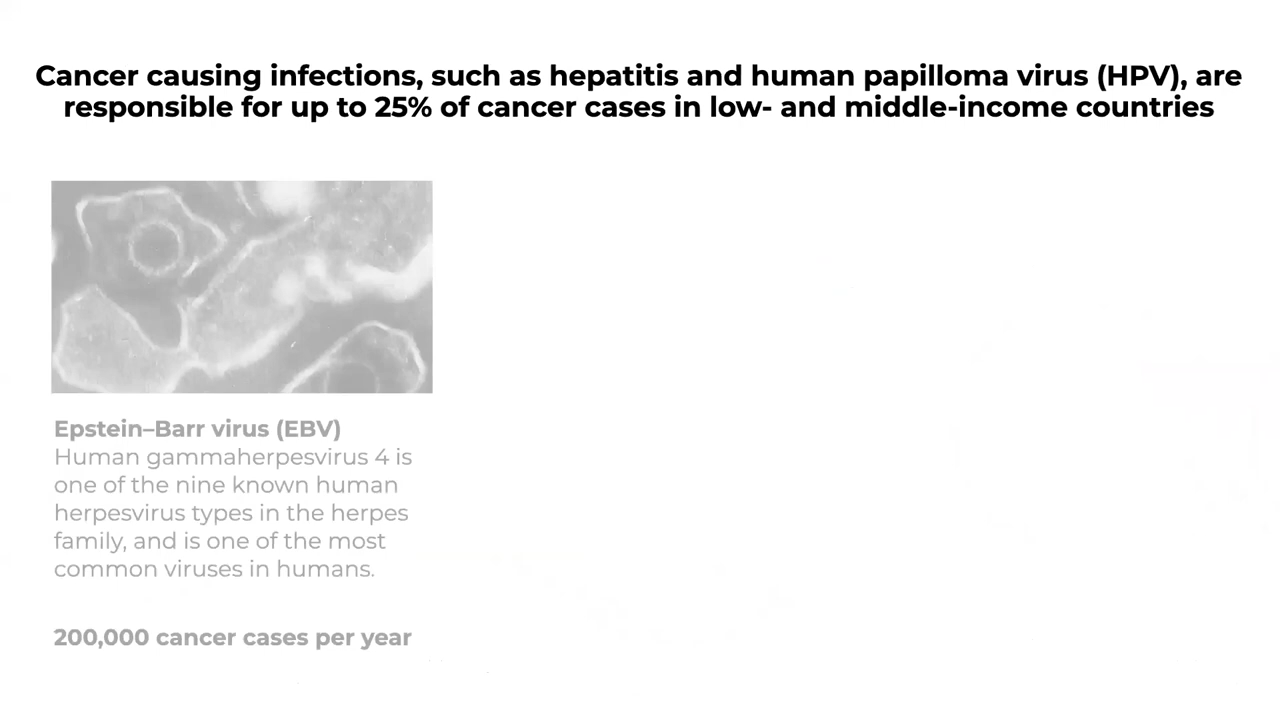 Cancer causing infections, such as hepatitis and human papilloma virus (HPV), are
responsible for up to 25% of cancer cases in low- and middle-income countries
Epstein–Barr virus (EBV)
Human gammaherpesvirus 4 is
one of the nine known human
herpesvirus types in the herpes
family, and is one of the most
common viruses in humans.
200,000 cancer cases per year